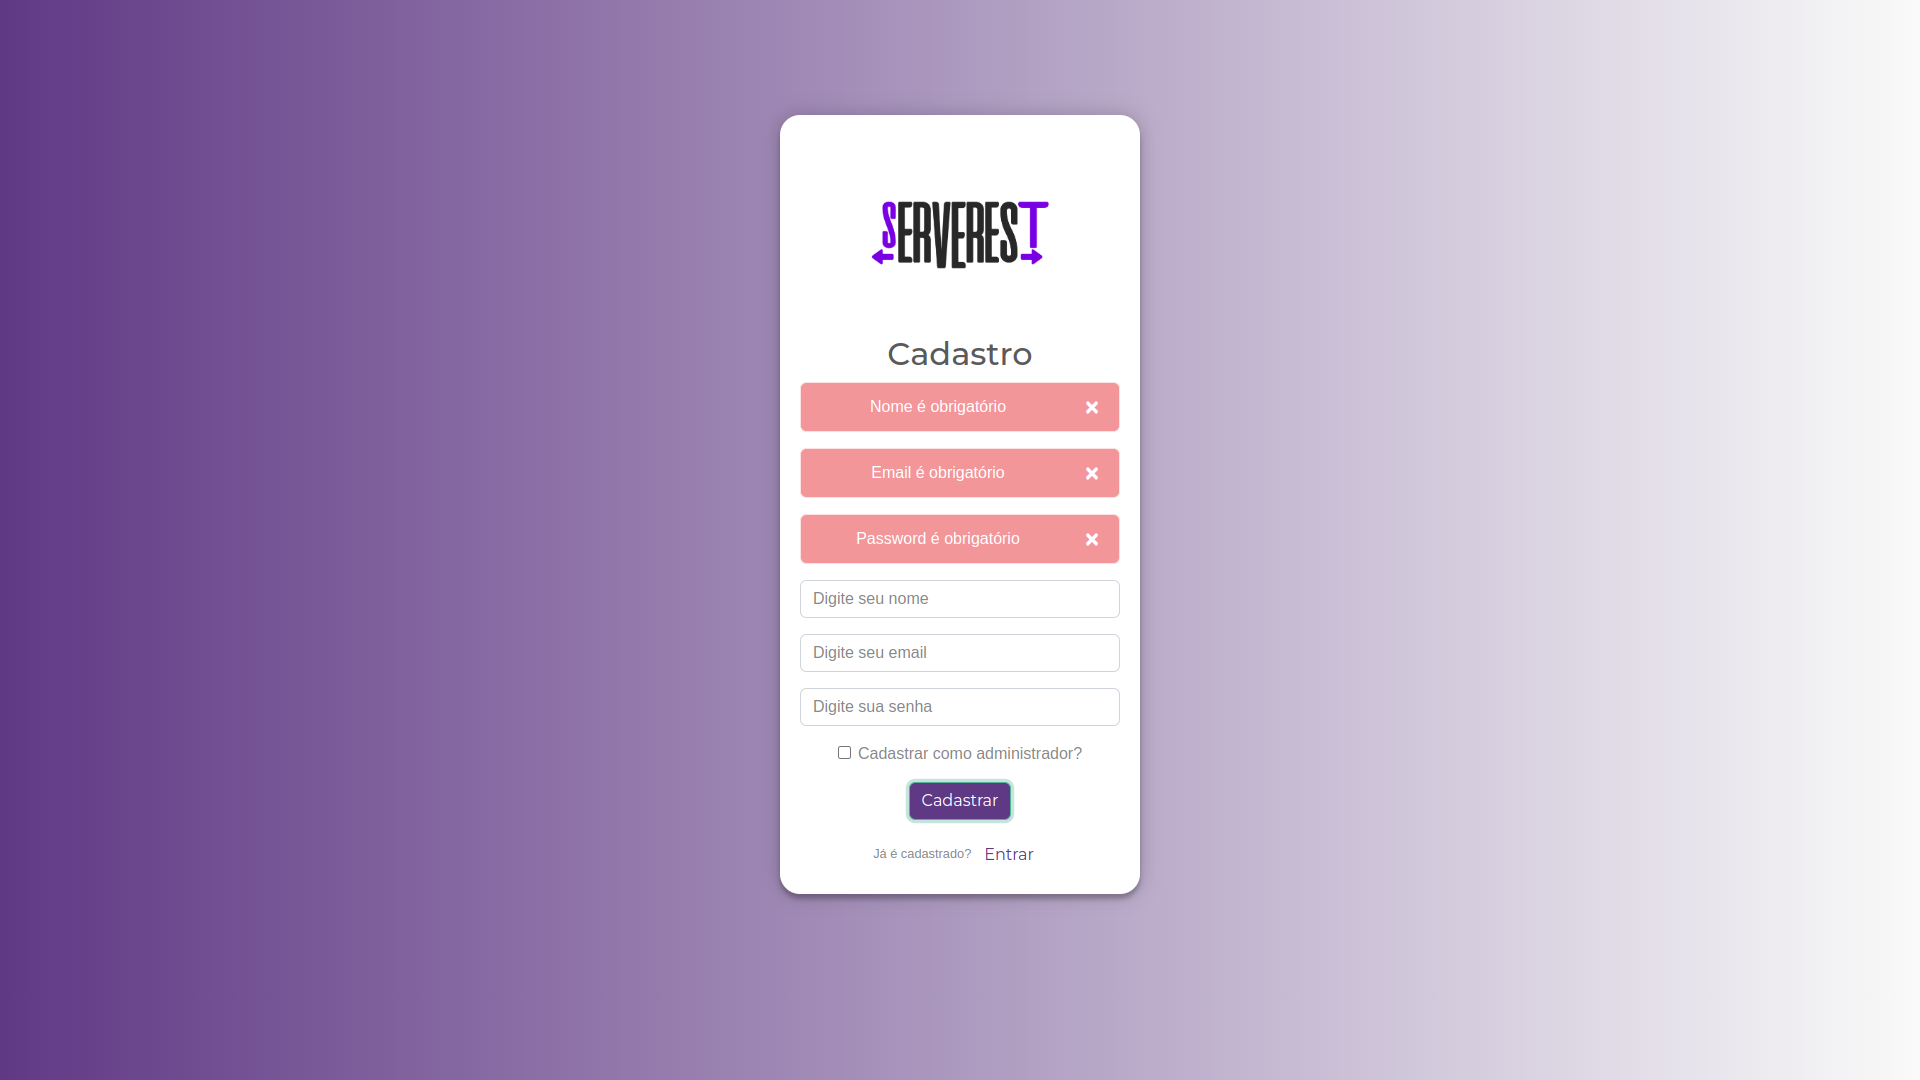 SERVEREST
Cadastro
Nome é obrigatório
Email é obrigatório
Password é obrigatório
Digite seu nome
Digite seu email
Digite sua senha
Cadastrar como administrador?
Cadastrar
Já é cadastrado? Entrar